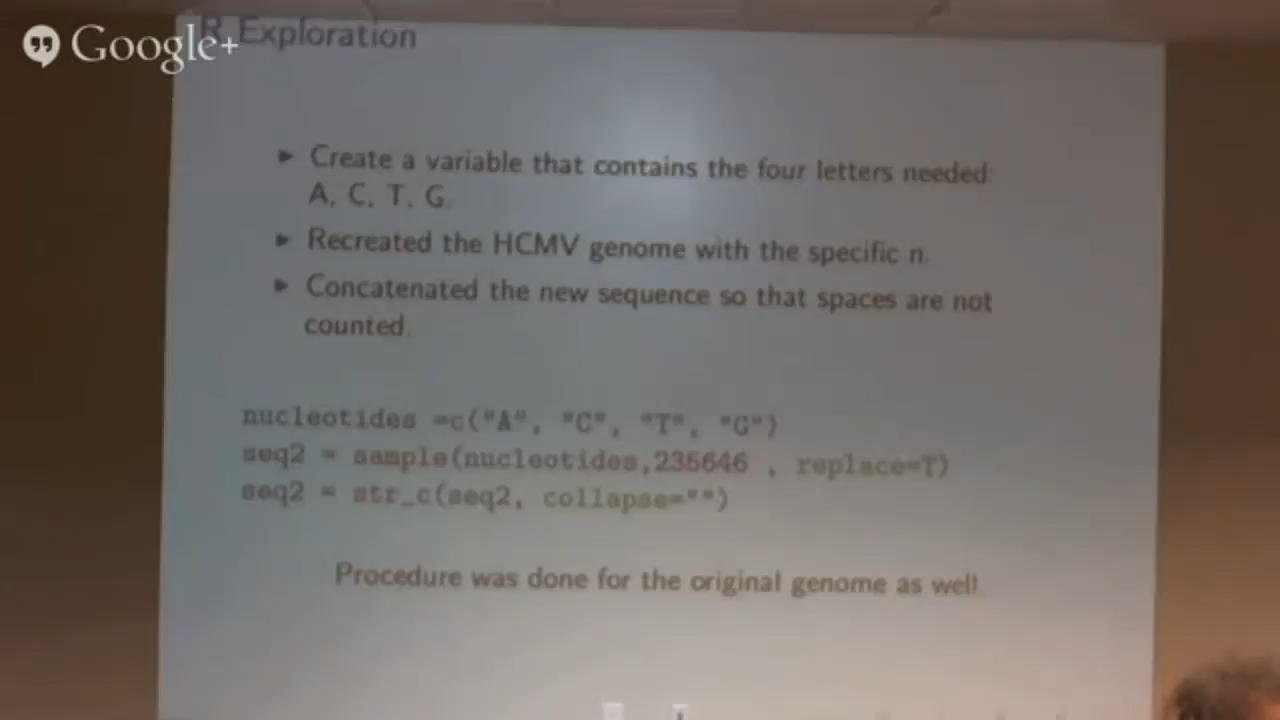 Google+
R Exploration
► Create a variable that contains the four letters needed:
A, C, T, G.
► Recreated the HCMV genome with the specific n.
► Concatenated the new sequence so that spaces are not
counted.
nucleotides =c("A", "C", "T", "G")
seq2 = sample(nucleotides,235646 , replace=T)
seq2 = str_c(seq2, collapse="")
Procedure was done for the original genome as well.